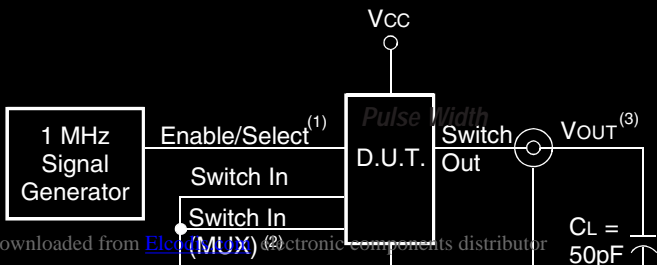 VCC
Pulse Width
1 MHz
Signal
Generator
Enable/Select(1)
D.U.T.
Switch
Out
VOUT(3)
Switch In
Switch In
(MUX)(2)
ownloaded from Elcodis.com electronic components distributor
CL =
50pF